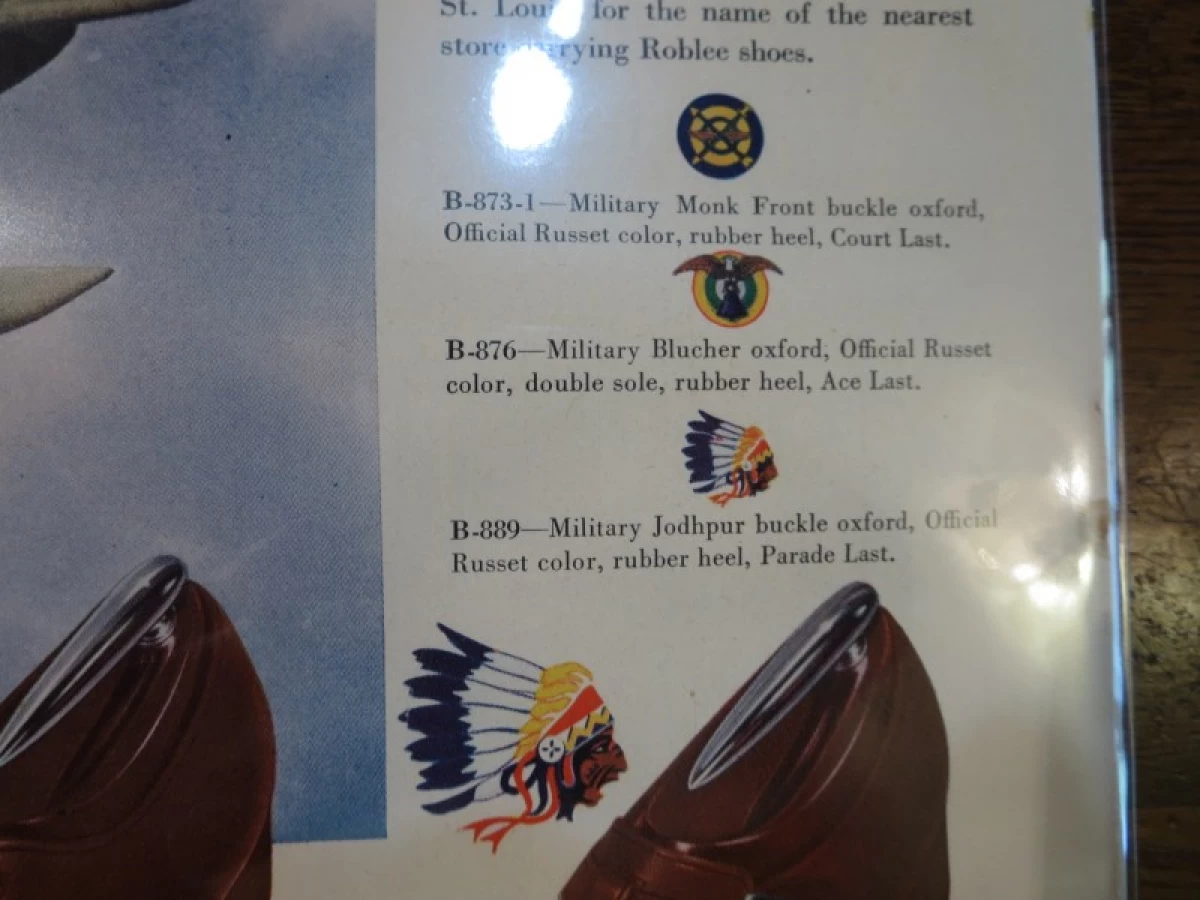 St. Louis for the name of the nearest
store carrying Roblee shoes.
B-873-1—Military Monk Front buckle oxford,
Official Russet color, rubber heel, Court Last.
B-876—Military Blucher oxford, Official Russet
color, double sole, rubber heel, Ace Last.
B-889—Military Jodhpur buckle oxford, Official
Russet color, rubber heel, Parade Last.